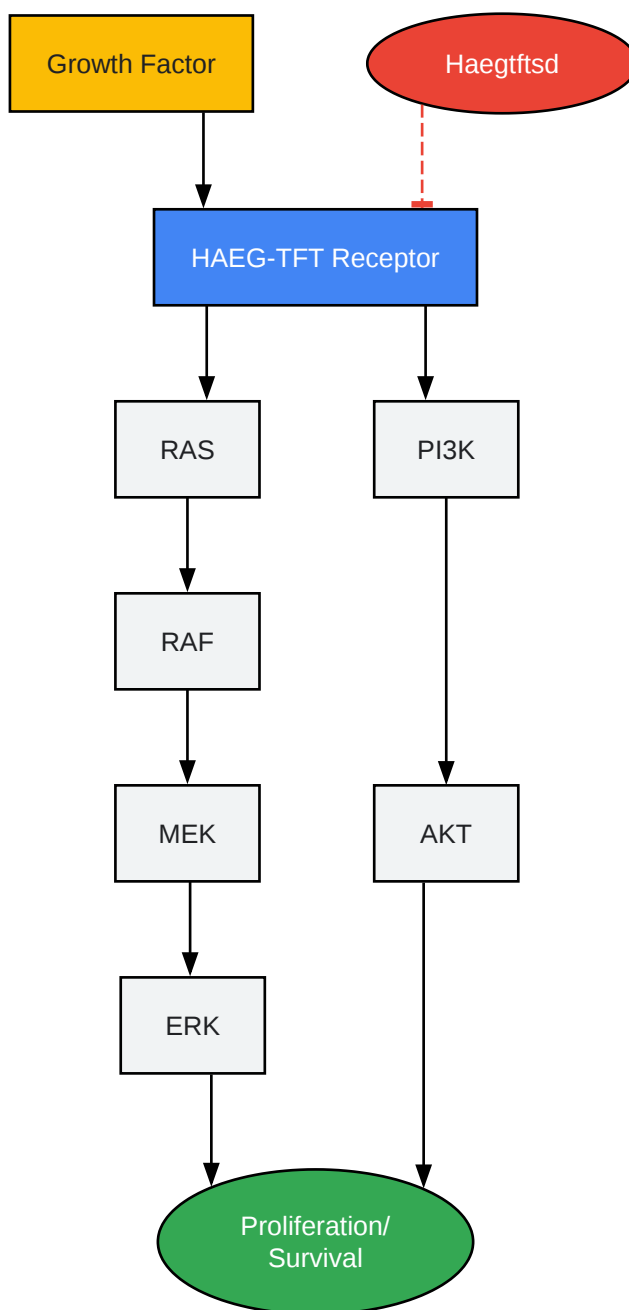 Growth Factor
Haegtftsd
HAEG-TFT Receptor
RAS
PI3K
RAF
MEK
AKT
ERK
Proliferation/
Survival